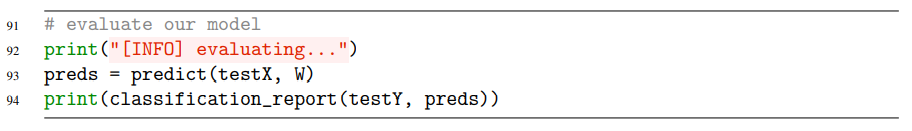 91 # evaluate our model
92 print("[INFO] evaluating...")
93 preds = predict(testX, W)
94 print(classification_report(testY, preds))